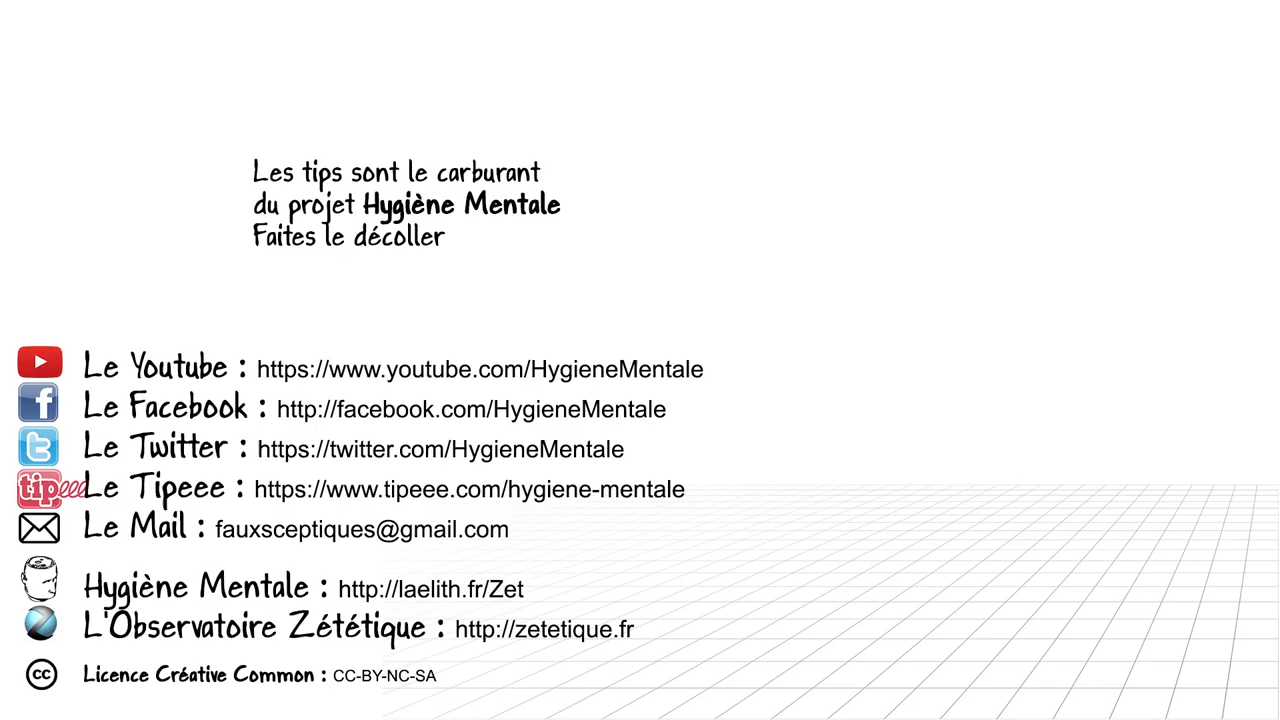 Les tips sont le carburant
du projet Hygiène Mentale
Faites le décoller
Le Youtube : https://www.youtube.com/HygieneMentale
Le Facebook : http://facebook.com/HygieneMentale
Le Twitter : https://twitter.com/HygieneMentale
tipeee Le Tipeee : https://www.tipeee.com/hygiene-mentale
Le Mail : fauxsceptiques@gmail.com
Hygiène Mentale : http://laelith.fr/Zet
L'Observatoire Zététique : http://zetetique.fr
cc Licence Créative Common : CC-BY-NC-SA